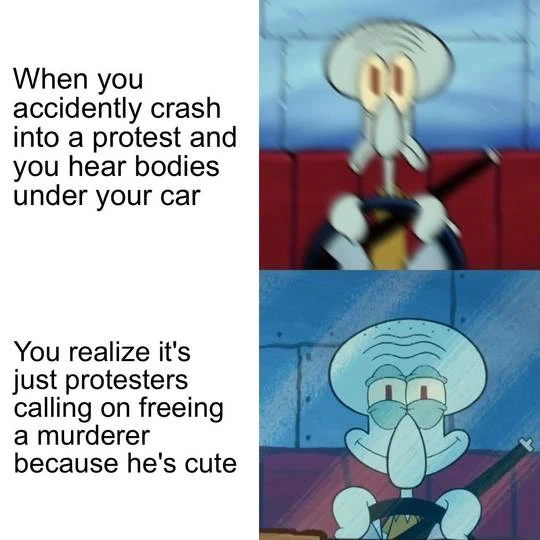 When you
accidently crash
into a protest and
you hear bodies
under your car
You realize it's
just protesters
calling on freeing
a murderer
because he's cute